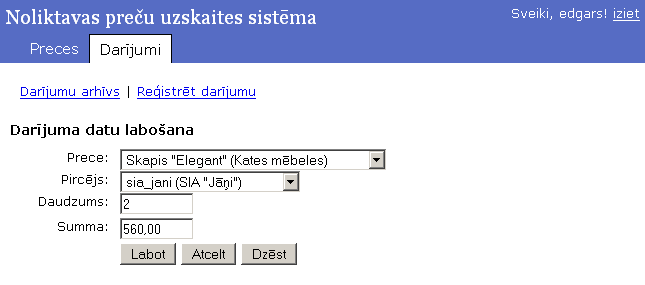 Noliktavas preču uzskaites sistēma
Sveiki, edgars! iziet
Preces Darījumi
Darījumu arhīvs | Reģistrēt darījumu
Darījuma datu labošana
Prece: Skapis "Elegant" (Kates mēbeles)
Pircējs: sia_jani (SIA "Jāņi")
Daudzums: 2
Summa: 560,00
Labot Atcelt Dzēst